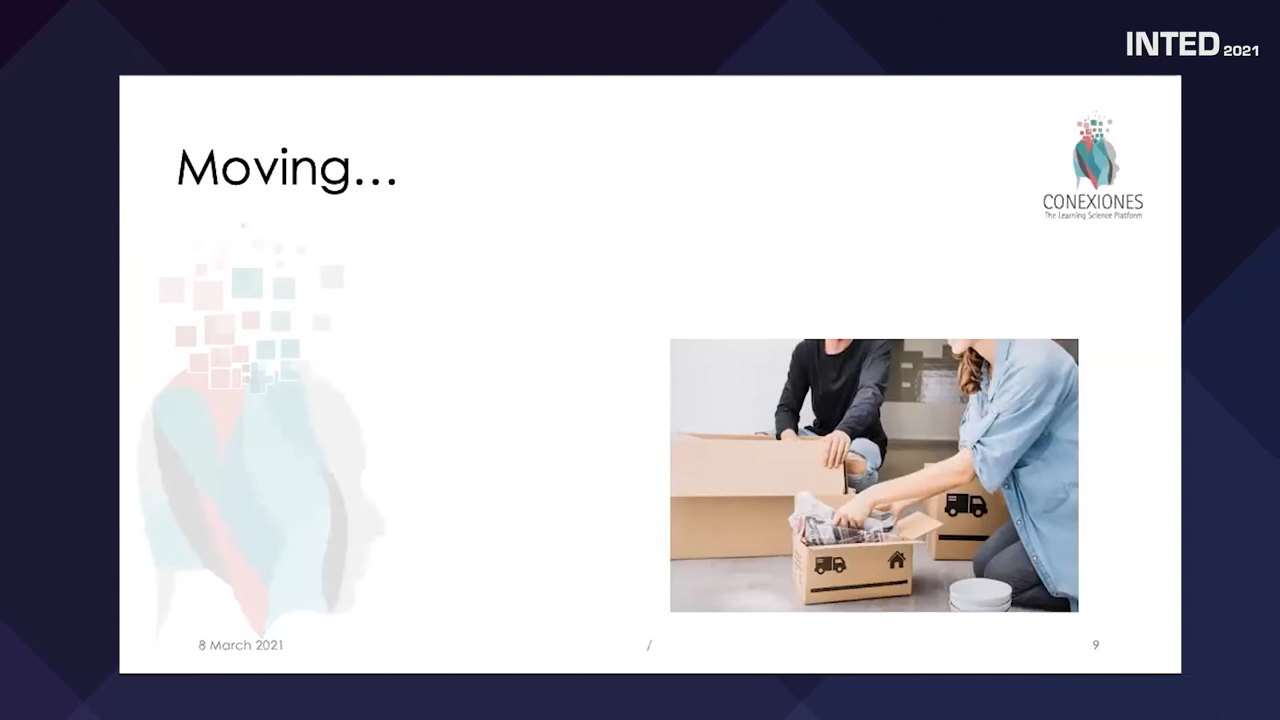 INTED 2021
Moving...
CONEXIONES
The Learning Science Platform
8 March 2021
/
9